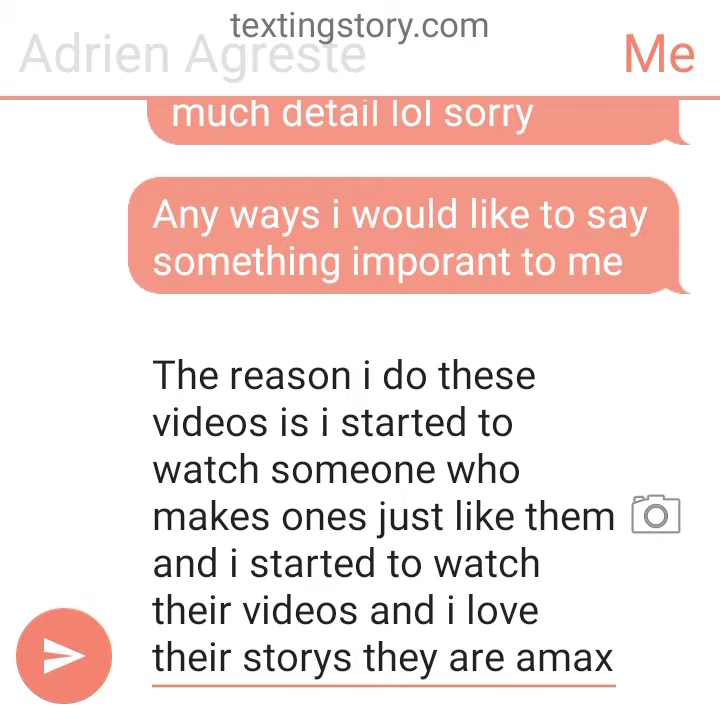 textingstory.com
Adrien Agreste
Me
much detail lol sorry
Any ways i would like to say
something imporant to me
The reason i do these
videos is i started to
watch someone who
makes ones just like them
and i started to watch
their videos and i love
their storys they are amax